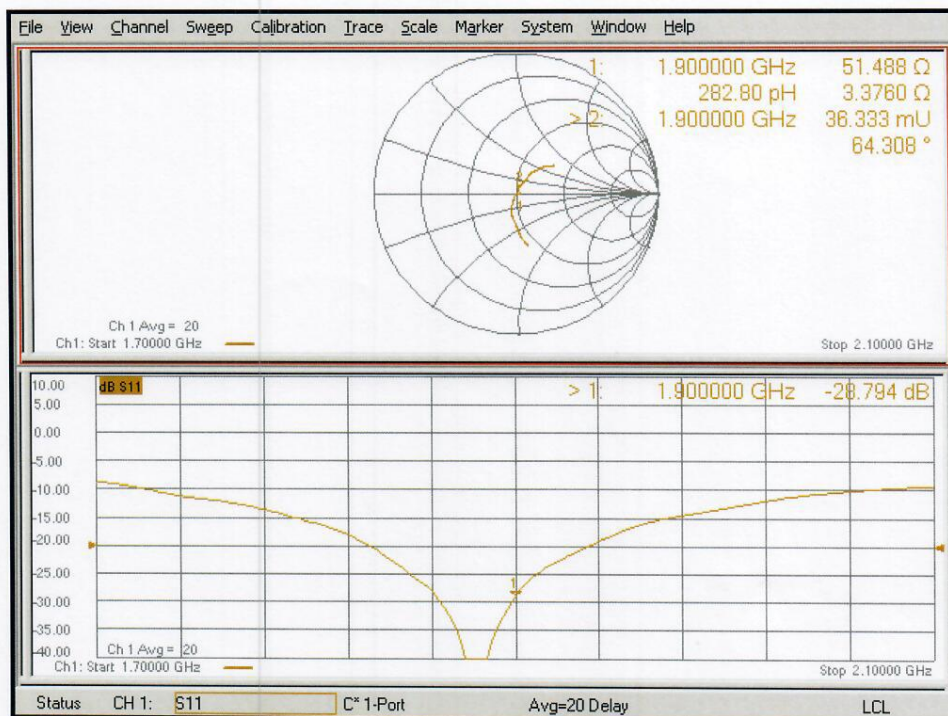 File View Channel Sweep Calibration Trace Scale Marker System Window Help
1: 1.900000 GHz 51.488 Ω
282.80 pH 3.3760 Ω
> 2: 1.900000 GHz 36.333 mU
64.308 °
Ch 1 Avg = 20
Ch1: Start 1.70000 GHz
Stop 2.10000 GHz
10.00
dB S11
> 1: 1.900000 GHz -28.794 dB
5.00
0.00
-5.00
-10.00
-15.00
-20.00
-25.00
-30.00
1
-35.00
-40.00
Ch 1 Avg = 20
Ch1: Start 1.70000 GHz
Stop 2.10000 GHz
Status CH 1: S11 C* 1-Port Avg=20 Delay LCL